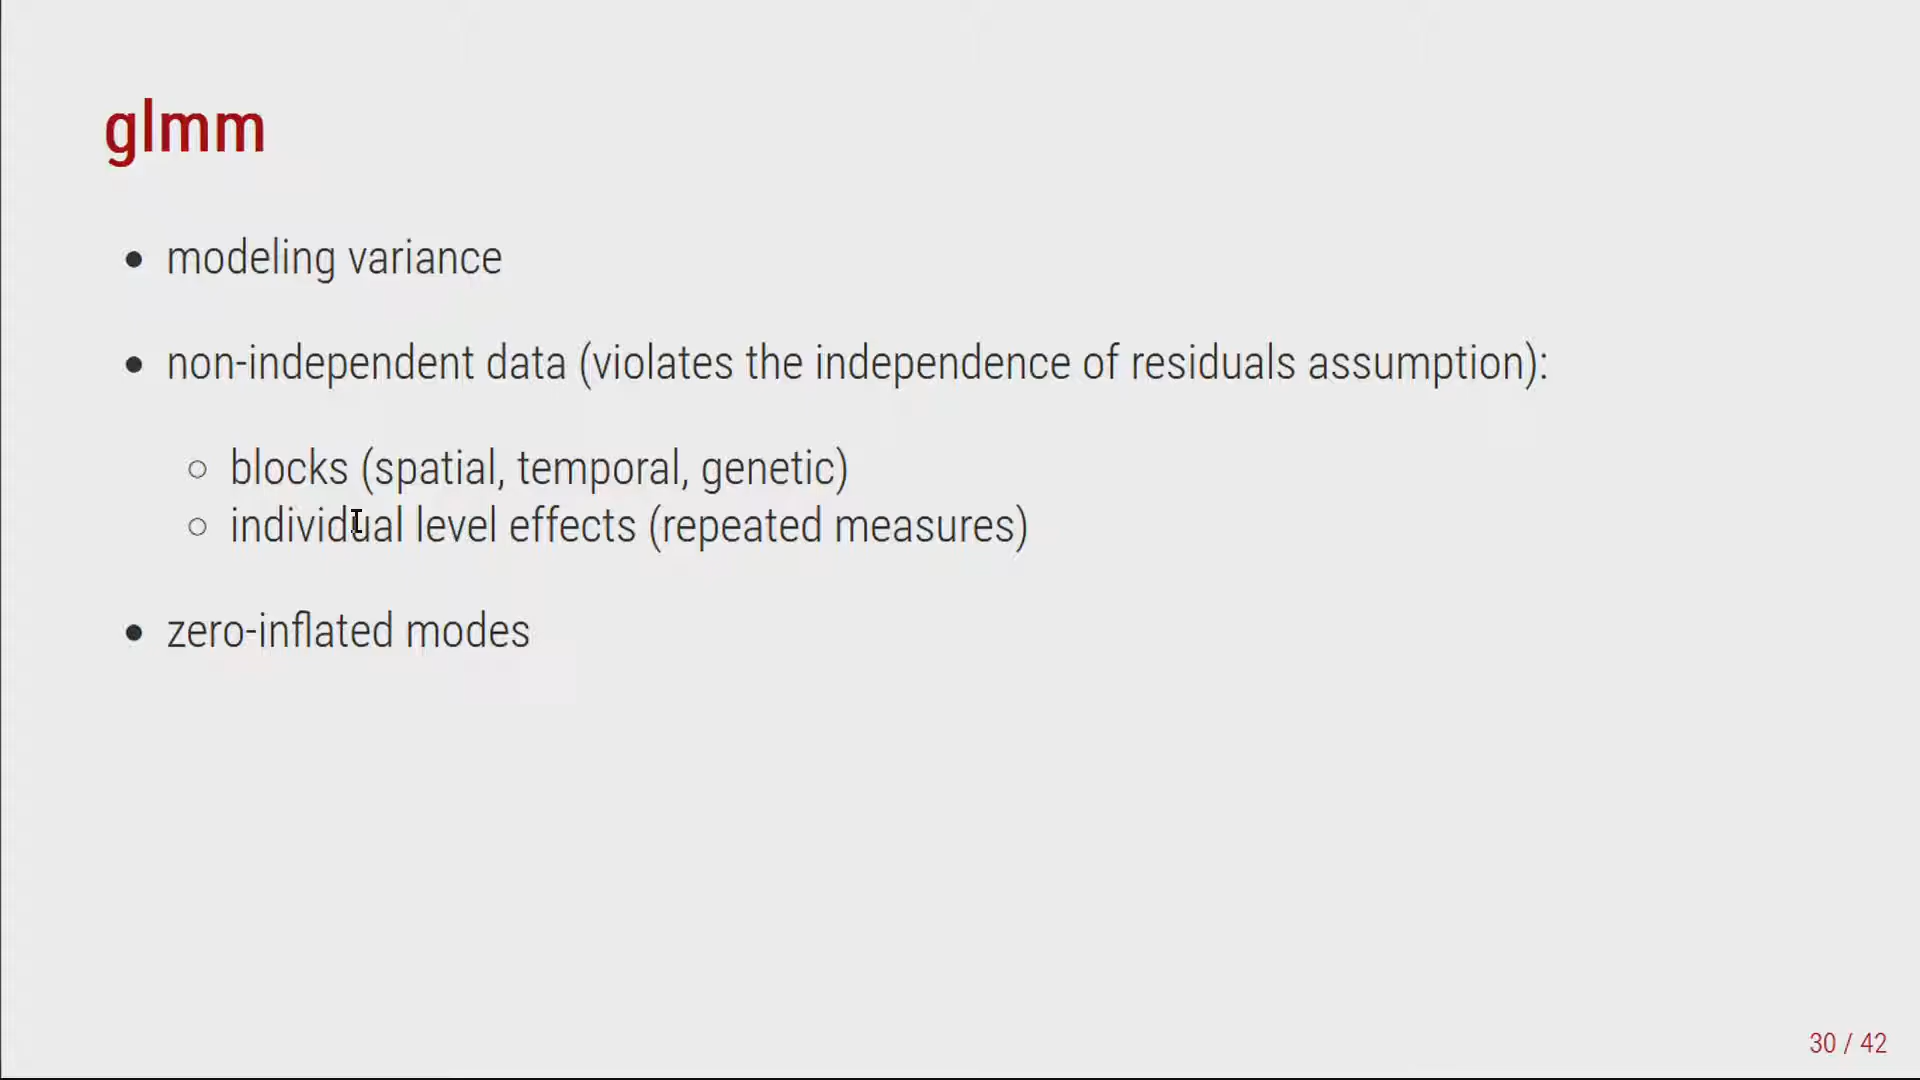 glmm
modeling variance
non-independent data (violates the independence of residuals assumption):
blocks (spatial, temporal, genetic)
individual level effects (repeated measures)
zero-inflated modes
30 / 42